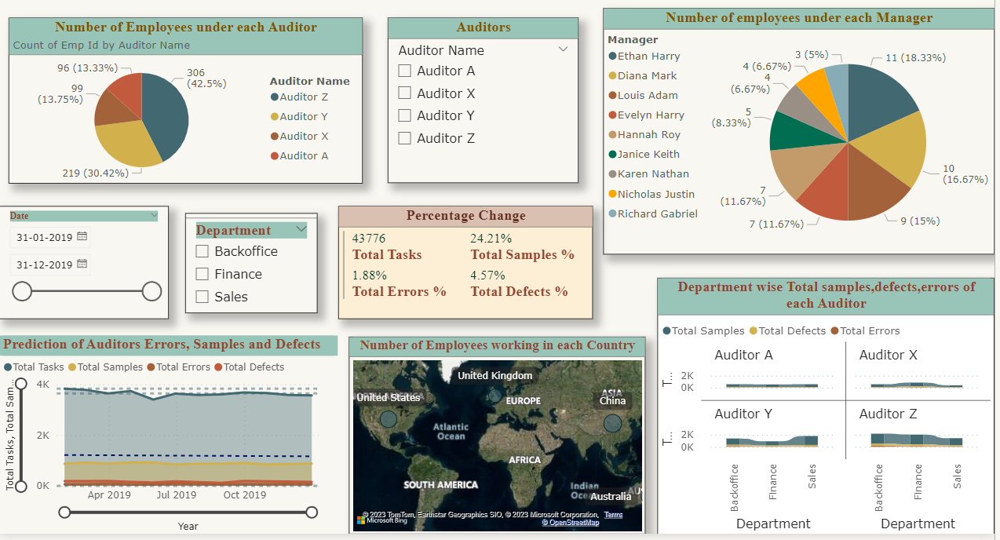 Number of Employees under each Auditor
Count of Emp Id by Auditor Name
96 (13.33%)
306
(42.5%)
99
(13.75%)
219 (30.42%)
Auditor Name
Auditor Z
Auditor Y
Auditor X
Auditor A
Auditors
Auditor Name
Auditor A
Auditor X
Auditor Y
Auditor Z
Number of employees under each Manager
Manager
Ethan Harry
Diana Mark
Louis Adam
Evelyn Harry
Hannah Roy
Janice Keith
Karen Nathan
Nicholas Justin
Richard Gabriel
3 (5%)
11 (18.33%)
4 (6.67%)
4
(6.67%)
5
(8.33%)
10
(16.67%)
7
(11.67%)
9 (15%)
7 (11.67%)
Date
31-01-2019
31-12-2019
Department
Backoffice
Finance
Sales
Percentage Change
43776
Total Tasks
24.21%
Total Samples %
1.88%
Total Errors %
4.57%
Total Defects %
Prediction of Auditors Errors, Samples and Defects
Total Tasks Total Samples Total Errors Total Defects
4K
2K
0K
Total Tasks, Total Sam...
Apr 2019 Jul 2019 Oct 2019
Year
Number of Employees working in each Country
United Kingdom
NORTH AMERICA
United States
EUROPE
ASIA
China
Atlantic
Ocean
AFRICA
SOUTH AMERICA
Indian
Australia
© 2023 TomTom, Earthstar Geographics SIO, © 2023 Microsoft Corporation, Terms
Microsoft Bing
© OpenStreetMap
Department wise Total samples,defects,errors of
each Auditor
Total Samples Total Defects Total Errors
Auditor A
Auditor X
2K
0K
T...
Auditor Y
Auditor Z
2K
0K
T...
Backoffice
FInance
Sales
Backoffice
FInance
Sales
Department
Department